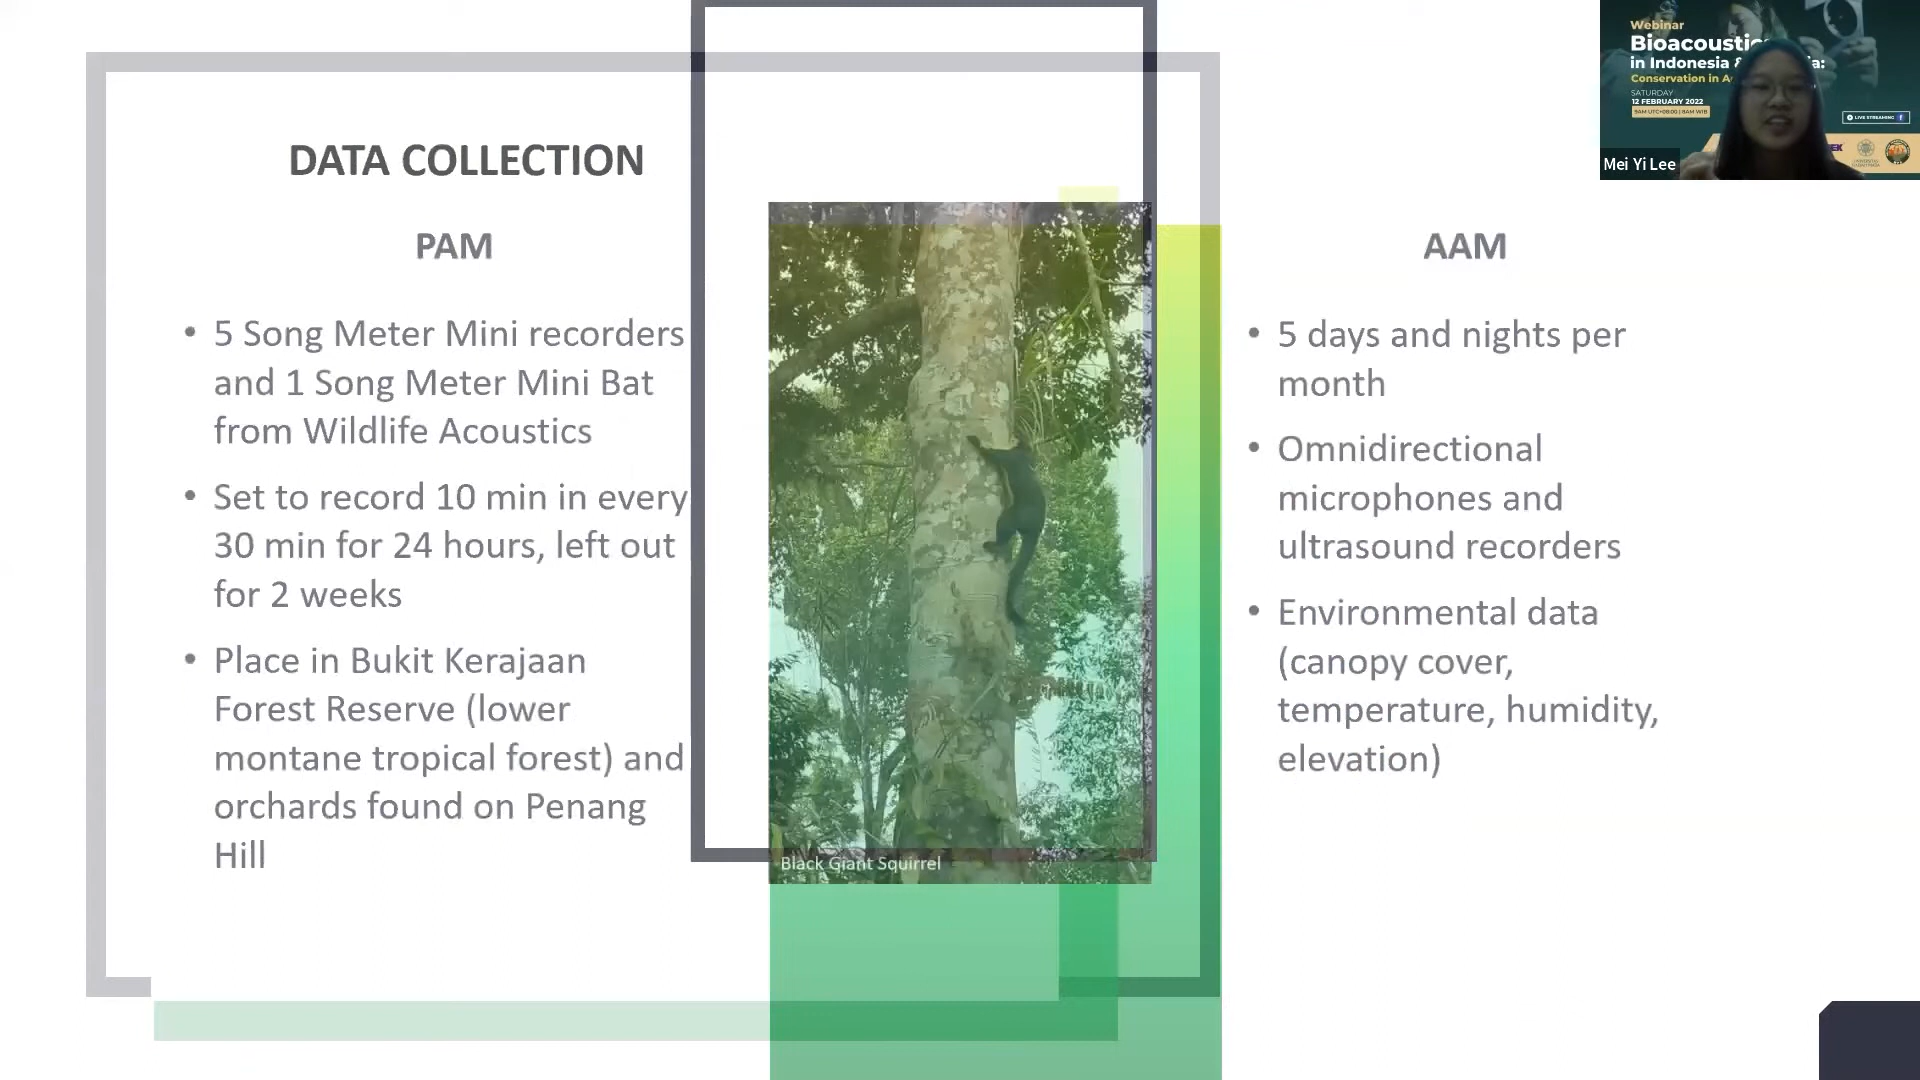 DATA COLLECTION
PAM
• 5 Song Meter Mini recorders
and 1 Song Meter Mini Bat
from Wildlife Acoustics
• Set to record 10 min in every
30 min for 24 hours, left out
for 2 weeks
• Place in Bukit Kerajaan
Forest Reserve (lower
montane tropical forest) and
orchards found on Penang
Hill
Black Giant Squirrel
AAM
• 5 days and nights per
month
• Omnidirectional
microphones and
ultrasound recorders
• Environmental data
(canopy cover,
temperature, humidity,
elevation)
Webinar
Bioacoustic
in Indonesia &
Conservation in
SATURDAY
12 FEBRUARY 2022
LIVE STREAMING
Mei Yi Lee